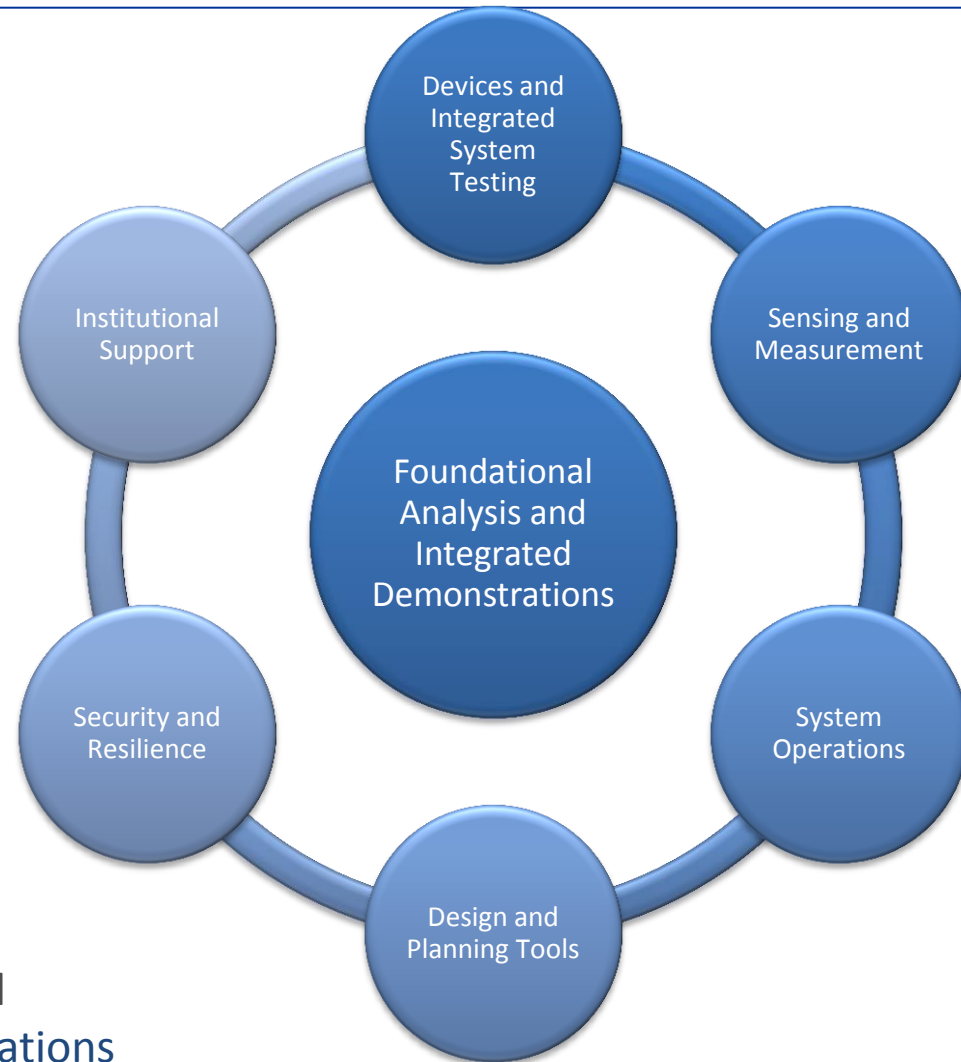 Devices and
Integrated
System
Testing
Institutional
Support
Sensing and
Measurement
Foundational
Analysis and
Integrated
Demonstrations
Security and
Resilience
System
Operations
Design and
Planning Tools
ations